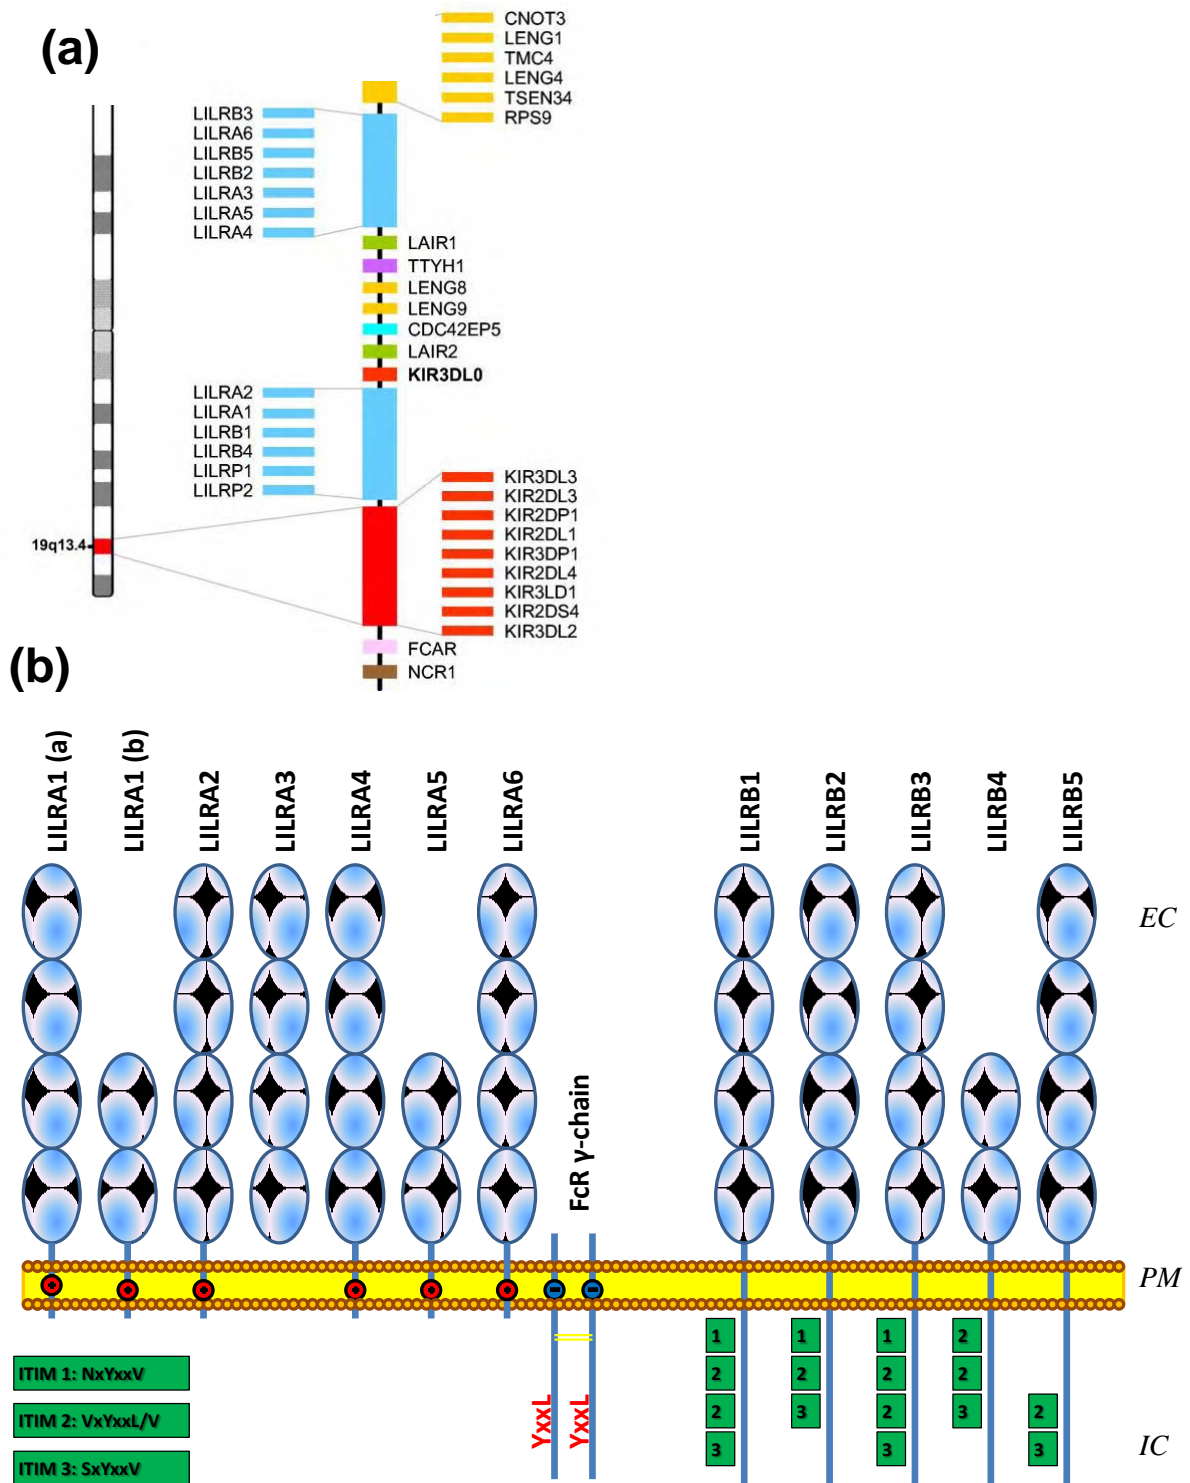 (a)
CNOT3
LENG1
TMC4
LENG4
TSEN34
RPS9
LILRB3
LILRA6
LILRB5
LILRB2
LILRA3
LILRA5
LILRA4
LAIR1
TTYH1
LENG8
LENG9
CDC42EP5
LAIR2
KIR3DL0
LILRA2
LILRA1
LILRB1
LILRB4
LILRP1
LILRP2
KIR3DL3
KIR2DL3
KIR2DP1
KIR2DL1
KIR3DP1
KIR2DL4
KIR3LD1
KIR2DS4
KIR3DL2
19q13.4
FCAR
NCR1
(b)
LILRA1 (a)
LILRA1 (b)
LILRA2
LILRA3
LILRA4
LILRA5
LILRA6
FcR γ-chain
LILRB1
LILRB2
LILRB3
LILRB4
LILRB5
EC
PM
IC
1
2
2
3
1
2
3
1
2
2
3
2
2
3
2
3
YxxL
YxxL
ITIM 1: NxYxxV
ITIM 2: VxYxxL/V
ITIM 3: SxYxxV